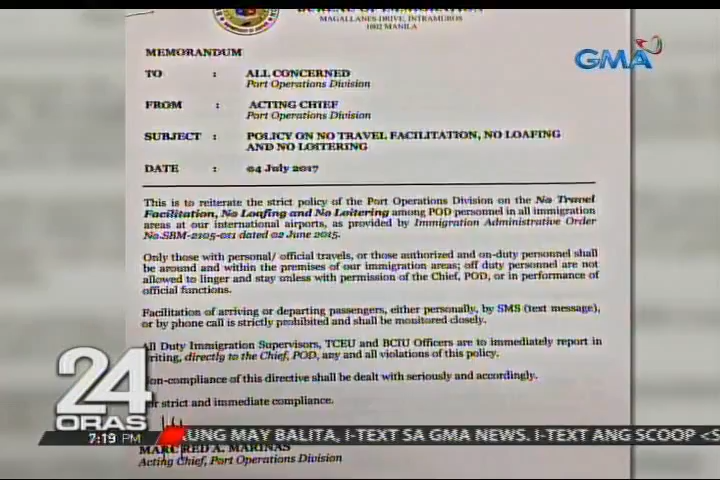 BUREAU OF IMMIGRATION
MAGALLANES DRIVE, INTRAMUROS
1002 MANILA
GMA
MEMORANDUM
TO : ALL CONCERNED
Port Operations Division
FROM : ACTING CHIEF
Port Operations Division
SUBJECT : POLICY ON NO TRAVEL FACILITATION, NO LOAFING
AND NO LOITERING
DATE : 04 July 2017
This is to reiterate the strict policy of the Port Operations Division on the No Travel
Facilitation, No Loafing and No Loitering among POD personnel in all immigration
areas at our international airports, as provided by Immigration Administrative Order
dated 02 June 2015.
Only those with personal/ official travels, or those authorized and on-duty personnel shall
be around and within the premises of our immigration areas; off duty personnel are not
allowed to linger and stay unless with permission of the Chief, POD, or in performance of
official functions.
Facilitation of arriving or departing passengers, either personally, by SMS (text message),
or by phone call is strictly prohibited and shall be monitored closely.
All Duty Immigration Supervisors, TCEU and BCIU Officers are to immediately report in
writing, directly to the Chief, POD, any and all violations of this policy.
Non-compliance of this directive shall be dealt with seriously and accordingly.
strict and immediate compliance.
24
ORAS
7:19 PM
KUNG MAY BALITA, I-TEXT SA GMA NEWS. I-TEXT ANG SCOOP <S
RED A. MARIÑAS
Acting Chief, Port Operations Division